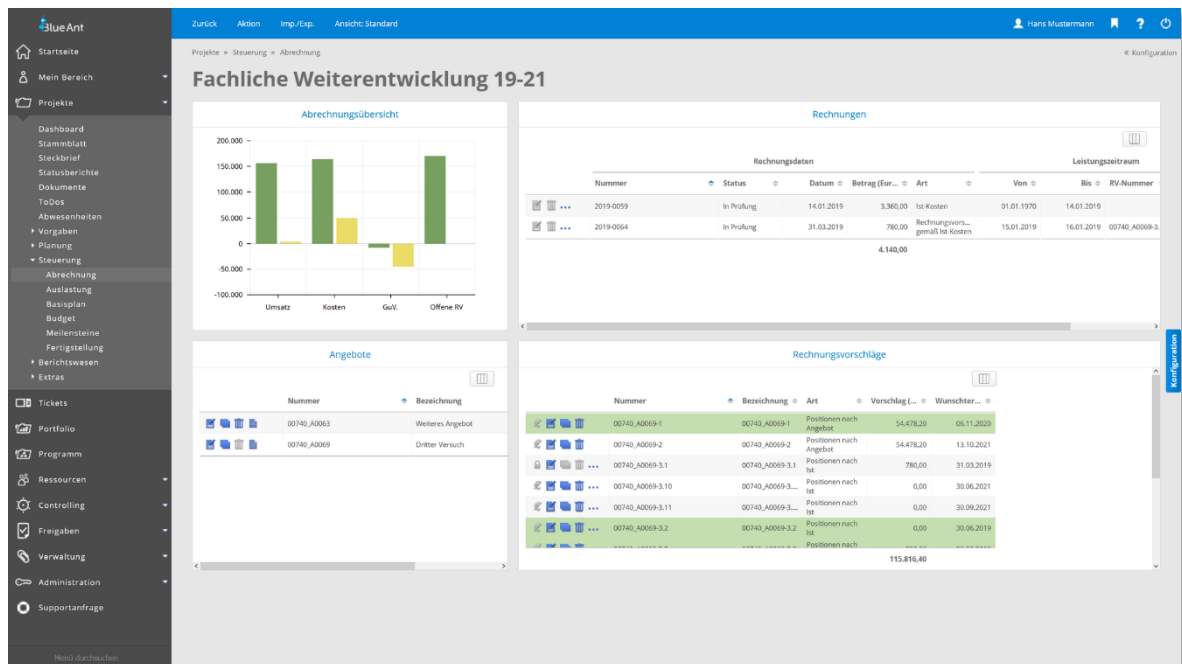 BlueAnt
Zurück Aktion Imp./Exp. Ansicht: Standard Hans Mustermann ?
Startseite
Mein Bereich
Projekte
Dashboard
Stammblatt
Steckbrief
Statusberichte
Dokumente
ToDos
Abwesenheiten
Vorgaben
Planung
Steuerung
Abrechnung
Auslastung
Basisplan
Budget
Meilensteine
Fertigstellung
Berichtswesen
Extras
Tickets
Portfolio
Programm
Ressourcen
Controlling
Freigaben
Verwaltung
Administration
Supportanfrage
Menü durchsuchen
Projekte » Steuerung » Abrechnung « Konfiguration
Fachliche Weiterentwicklung 19-21
Abrechnungsübersicht
200.000
150.000
100.000
50.000
0
-50.000
-100.000
Umsatz Kosten GuV. Offene RV
Rechnungen
Rechnungsdaten Leistungszeitraum
Nummer Status Datum Betrag (Eur... Art Von Bis RV-Nummer
2019-0059 In Prüfung 14.01.2019 3.360,00 Ist-Kosten 01.01.1970 14.01.2019
2019-0064 In Prüfung 31.03.2019 780,00 Rechnungsvors... gemäß Ist-Kosten 15.01.2019 16.01.2019 00740_A0069-3.
4.140,00
Angebote
Nummer Bezeichnung
00740_A0063 Weiteres Angebot
00740_A0069 Dritter Versuch
Rechnungsvorschläge
Nummer Bezeichnung Art Vorschlag (... Wunschter...
00740_A0069-1 00740_A0069-1 Positionen nach Angebot 54.478,20 06.11.2020
00740_A0069-2 00740_A0069-2 Positionen nach Angebot 54.478,20 13.10.2021
00740_A0069-3.1 00740_A0069-3.1 Positionen nach Ist 780,00 31.03.2019
00740_A0069-3.10 00740_A0069-3.... Positionen nach Ist 0,00 30.06.2021
00740_A0069-3.11 00740_A0069-3.... Positionen nach Ist 0,00 30.09.2021
00740_A0069-3.2 00740_A0069-3.2 Positionen nach Ist 0,00 30.06.2019
Positionen nach
115.816,40
Konfiguration